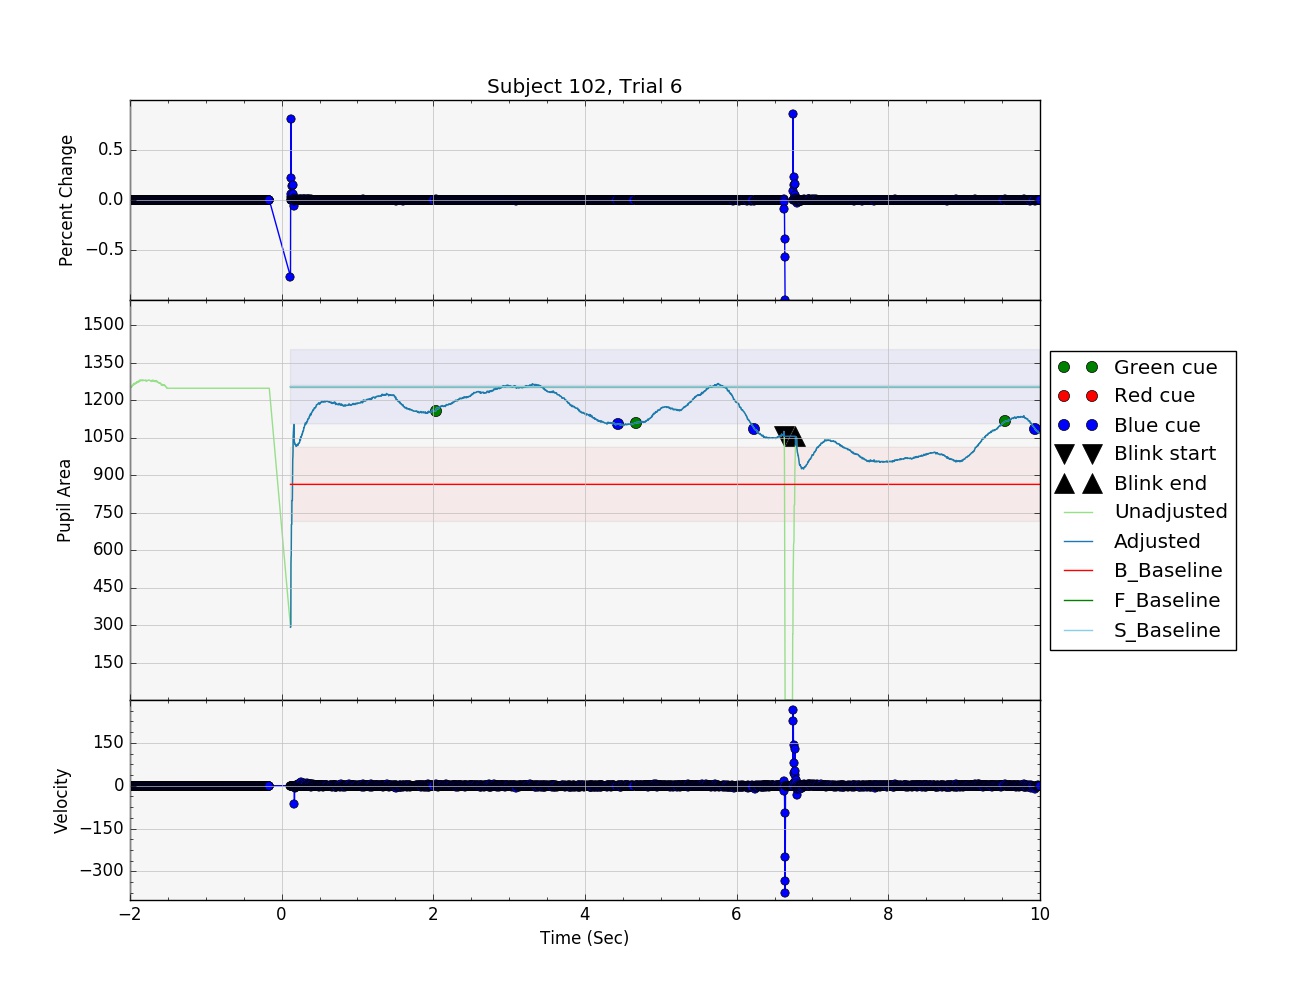 Subject 102, Trial 6
Percent Change
0.5
0.0
−0.5
Pupil Area
1500
1350
1200
1050
900
750
600
450
300
150
Velocity
150
0
−150
−300
−2 0 2 4 6 8 10
Time (Sec)
Green cue
Red cue
Blue cue
Blink start
Blink end
Unadjusted
Adjusted
B_Baseline
F_Baseline
S_Baseline